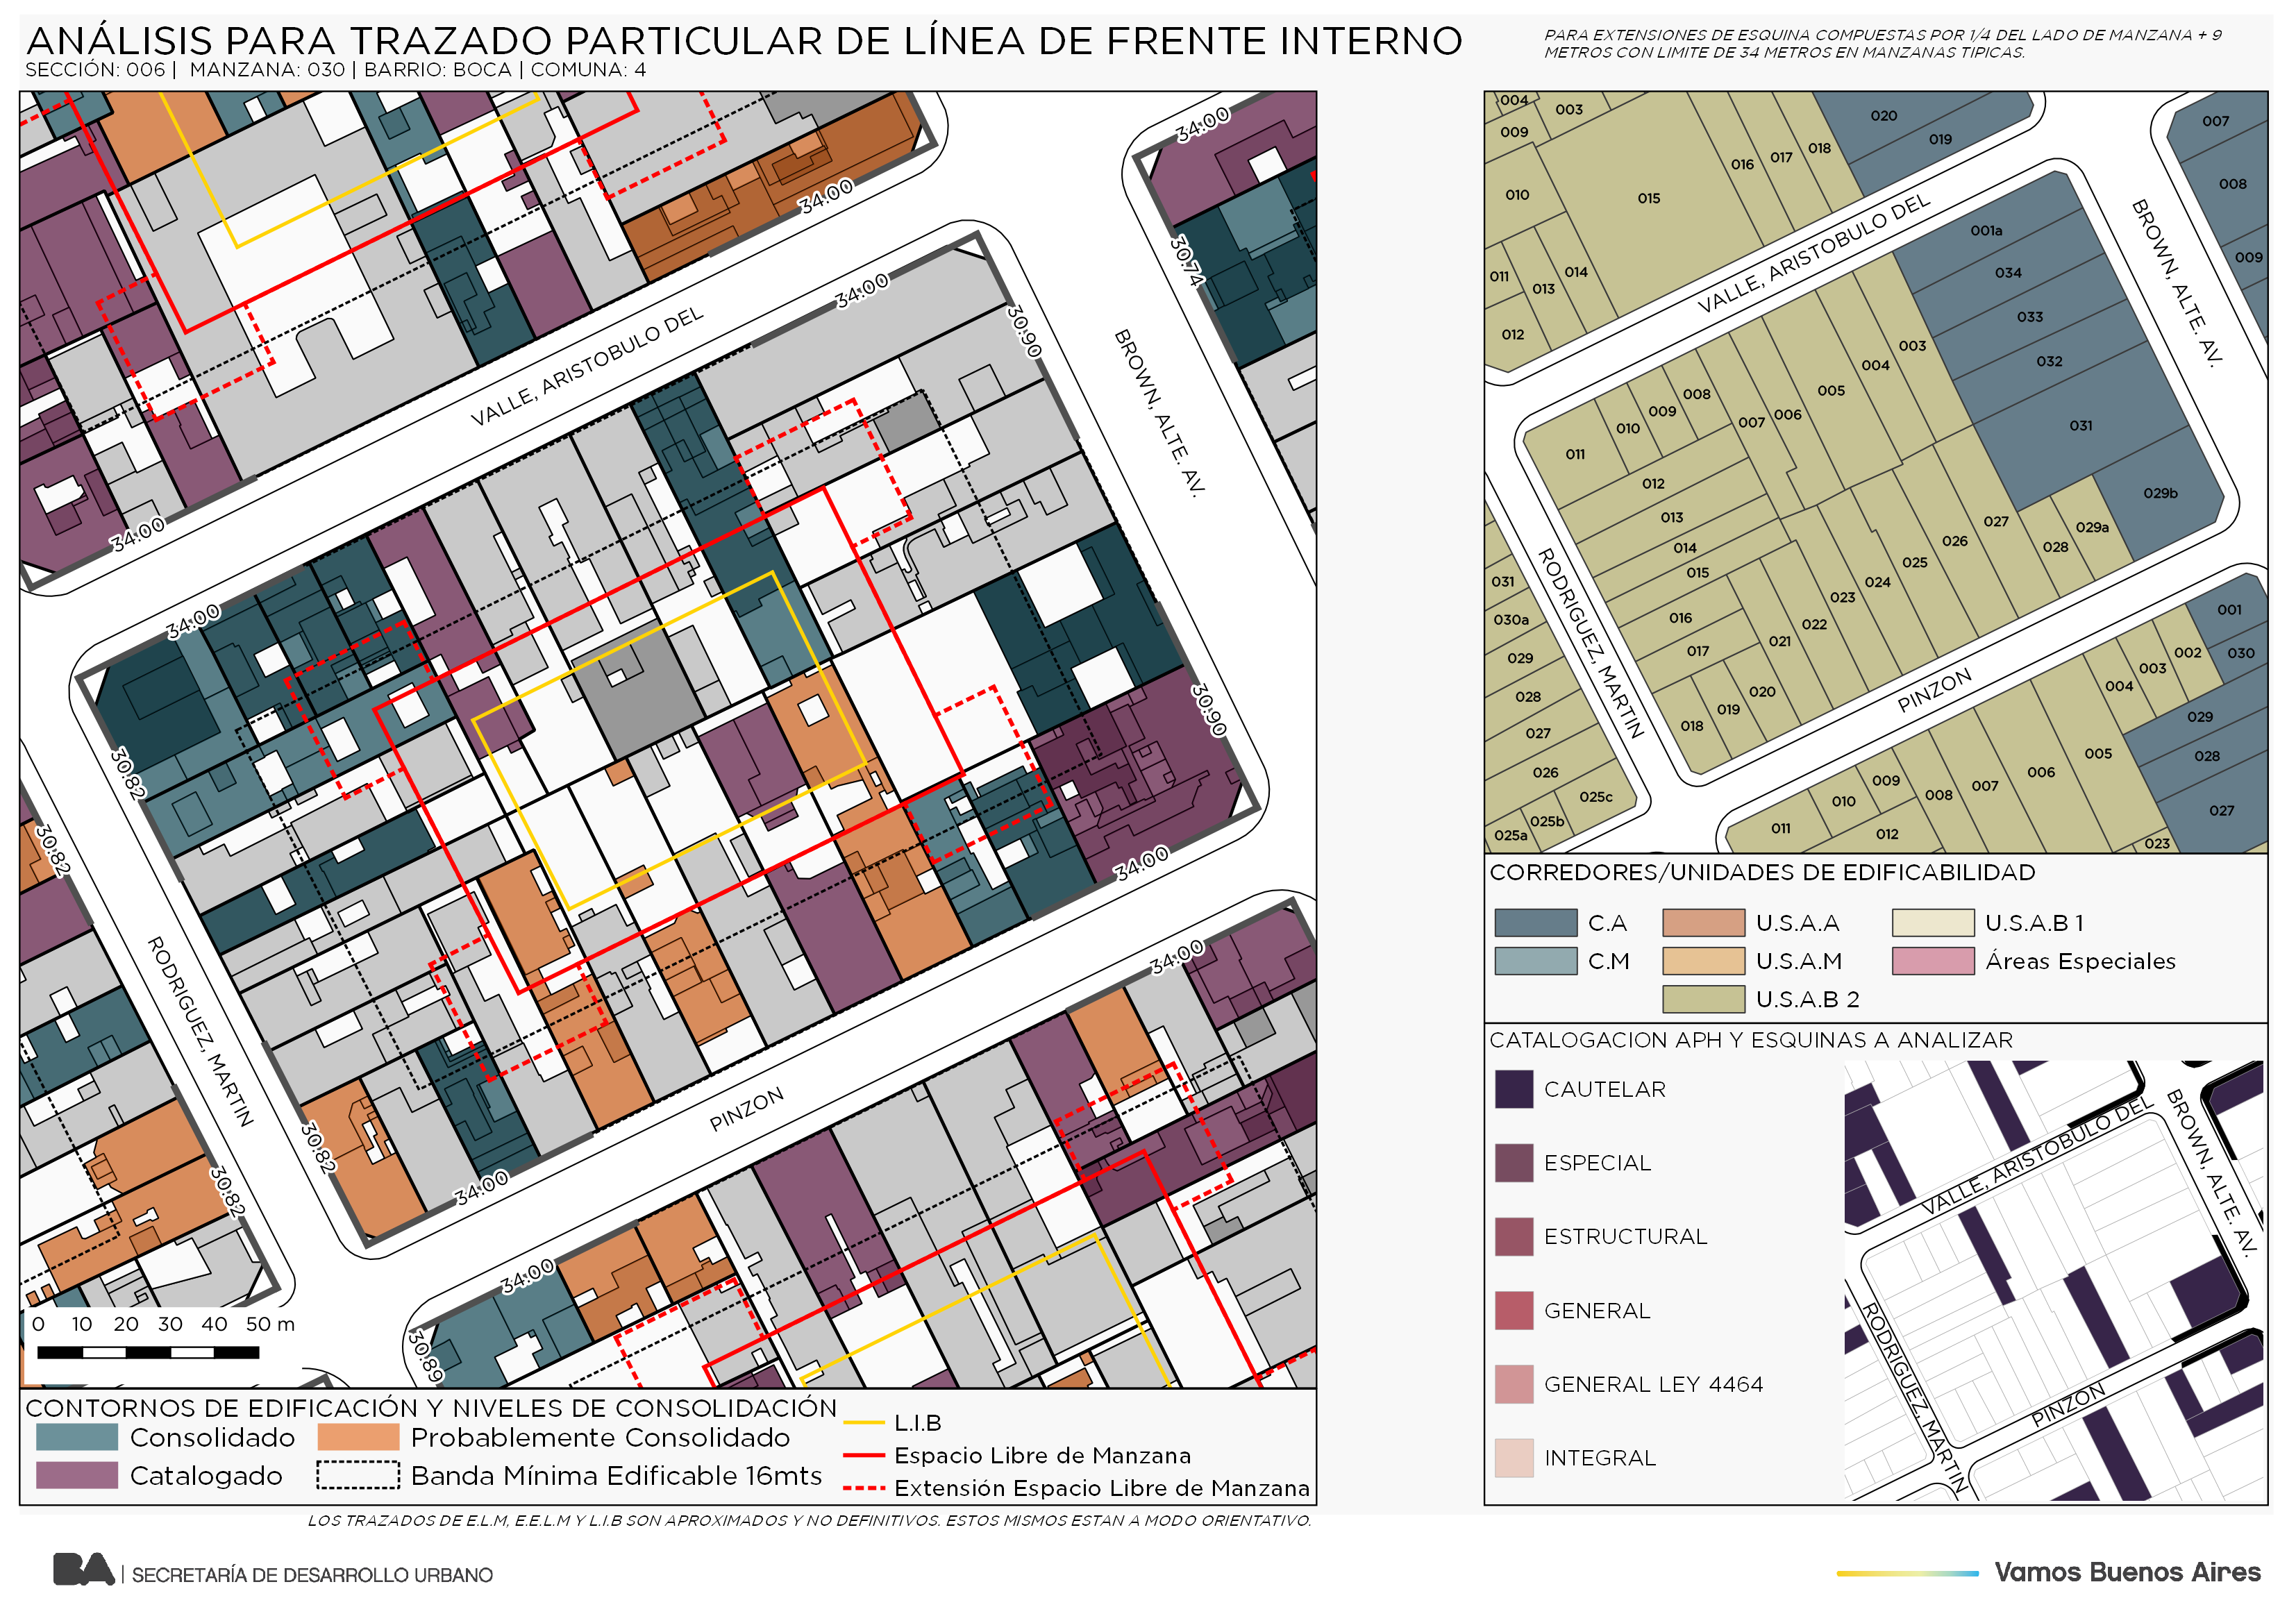 ANÁLISIS PARA TRAZADO PARTICULAR DE LÍNEA DE FRENTE INTERNO
SECCIÓN: 006 | MANZANA: 030 | BARRIO: BOCA | COMUNA: 4
PARA EXTENSIONES DE ESQUINA COMPUESTAS POR 1/4 DEL LADO DE MANZANA + 9
METROS CON LIMITE DE 34 METROS EN MANZANAS TIPICAS.
34.00
34.00
30.74
34.00
30.90
VALLE, ARISTOBULO DEL
BROWN, ALTE. AV.
34.00
34.00
30.82
30.90
30.82
34.00
RODRIGUEZ, MARTIN
34.00
30.82
PINZON
30.82
34.00
34.00
30.89
0 10 20 30 40 50 m
CONTORNOS DE EDIFICACIÓN Y NIVELES DE CONSOLIDACIÓN
Consolidado
Probablemente Consolidado
Catalogado
Banda Mínima Edificable 16mts
L.I.B
Espacio Libre de Manzana
Extensión Espacio Libre de Manzana
004
003
009
010
015
016
017
018
020
019
007
008
009
011
013
014
012
VALLE, ARISTOBULO DEL
BROWN, ALTE. AV.
001a
034
033
032
031
029b
003
004
005
006
007
008
009
010
011
012
013
014
015
016
017
018
019
020
021
022
023
024
025
026
027
028
029a
RODRIGUEZ, MARTIN
PINZON
031
030a
029
028
027
026
025c
025b
025a
001
030
002
003
004
029
028
027
005
006
007
008
009
010
011
012
023
CORREDORES/UNIDADES DE EDIFICABILIDAD
C.A
U.S.A.A
U.S.A.B 1
C.M
U.S.A.M
Áreas Especiales
U.S.A.B 2
CATALOGACION APH Y ESQUINAS A ANALIZAR
CAUTELAR
ESPECIAL
ESTRUCTURAL
GENERAL
GENERAL LEY 4464
INTEGRAL
VALLE, ARISTOBULO DEL
BROWN, ALTE. AV.
RODRIGUEZ, MARTIN
PINZON
LOS TRAZADOS DE E.L.M, E.E.L.M Y L.I.B SON APROXIMADOS Y NO DEFINITIVOS. ESTOS MISMOS ESTAN A MODO ORIENTATIVO.
BA | SECRETARÍA DE DESARROLLO URBANO
Vamos Buenos Aires